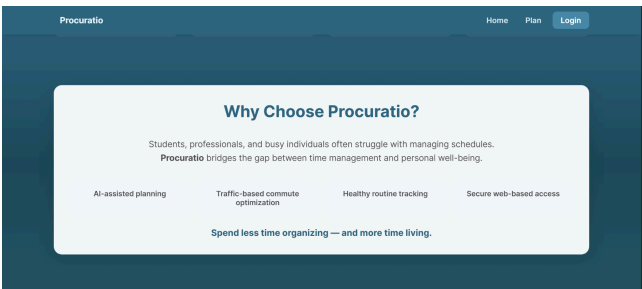 Procuratio
Home Plan Login
Why Choose Procuratio?
Students, professionals, and busy individuals often struggle with managing schedules.
Procuratio bridges the gap between time management and personal well-being.
AI-assisted planning
Traffic-based commute
optimization
Healthy routine tracking
Secure web-based access
Spend less time organizing — and more time living.